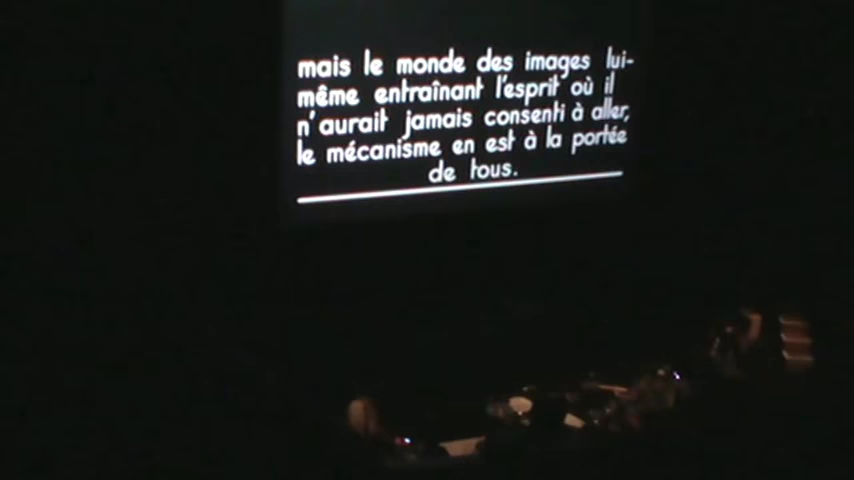 mais le monde des images lui-
même entraînant l'esprit où il
n'aurait jamais consenti à aller,
le mécanisme en est à la portée
de tous.